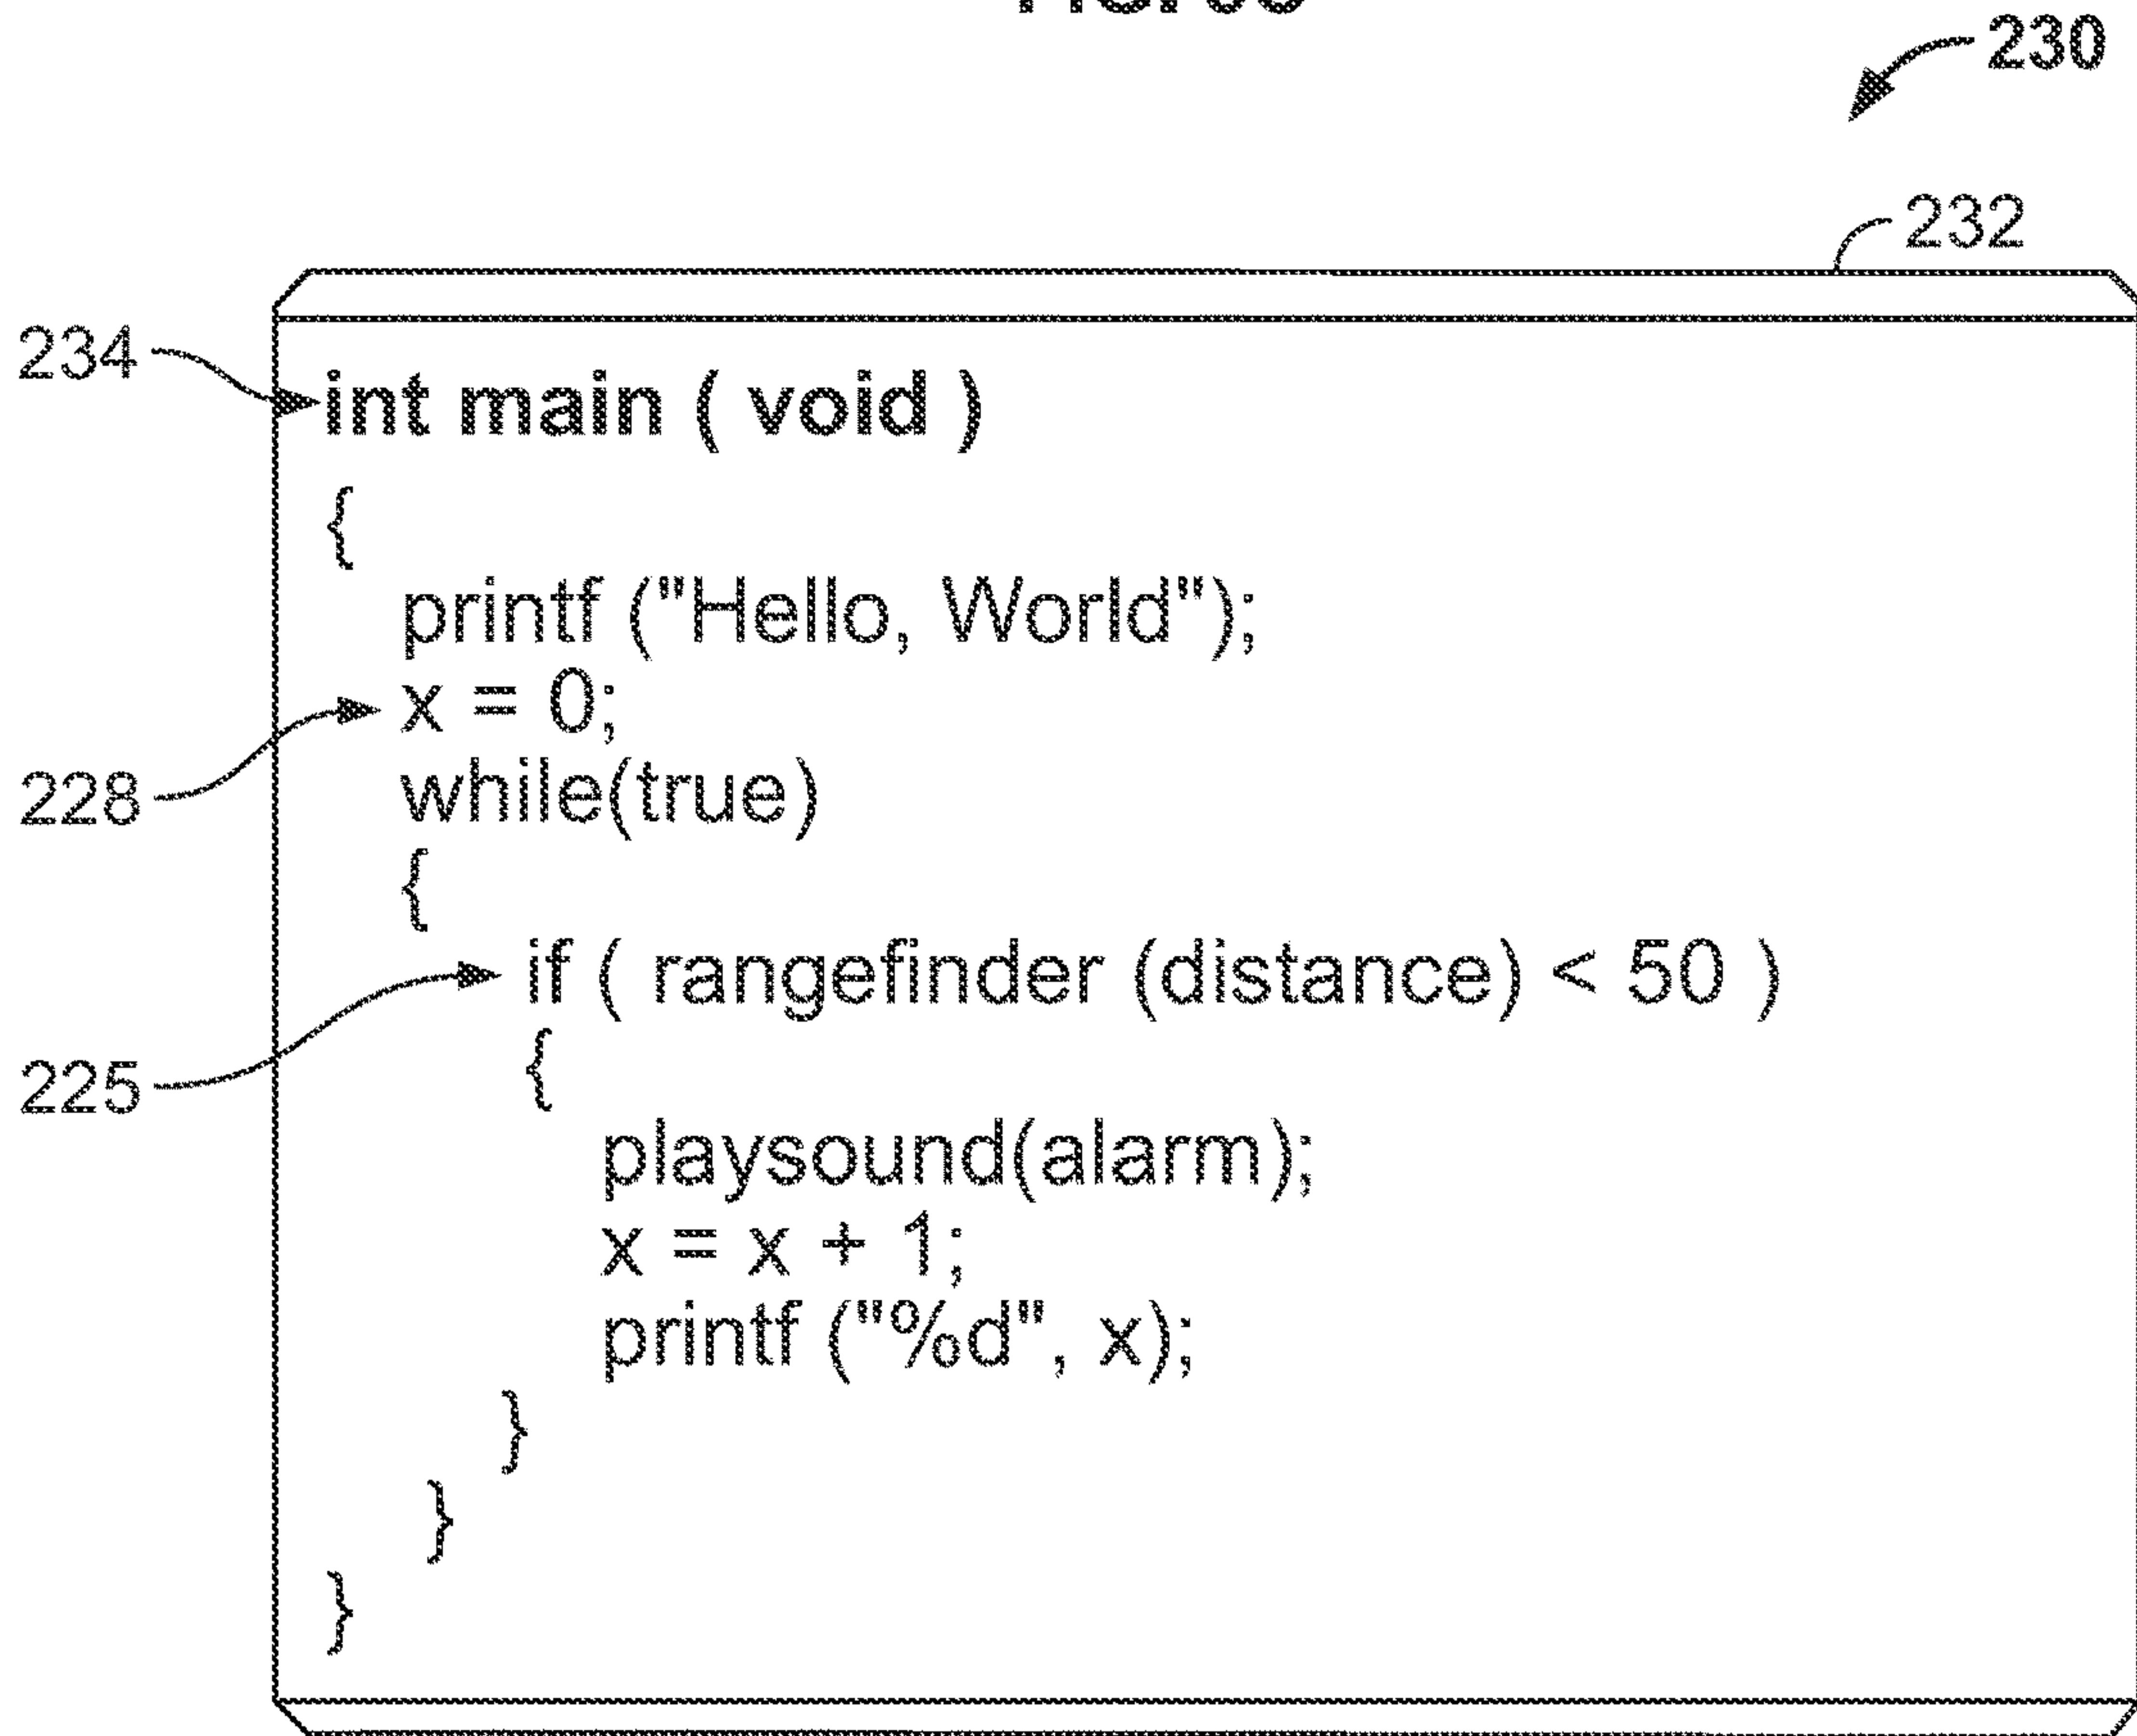 230
232
234
int main ( void )
{
printf ("Hello, World");
x = 0;
228
while(true)
{
if ( rangefinder (distance) < 50 )
225
{
playsound(alarm);
x = x + 1;
printf ("%d", x);
}
}
}